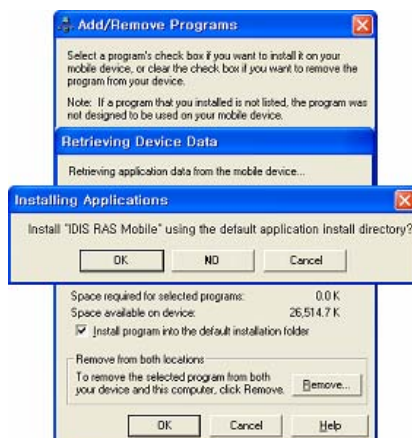 Add/Remove Programs
Select a program's check box if you want to install it on your
mobile device, or clear the check box if you want to remove the
program from your device.
Note: If a program that you installed is not listed, the program was
not designed to be used on your mobile device.
Retrieving Device Data
Retrieving application data from the mobile device...
Installing Applications
Install "IDIS RAS Mobile" using the default application install directory?
OK
NO
Cancel
Space required for selected programs: 0.0 K
Space available on device: 26,514.7 K
Install program into the default installation
folder
Remove from both locations
To remove the selected program from both
your device and this computer, click Remove.
Remove...
OK
Cancel
Help